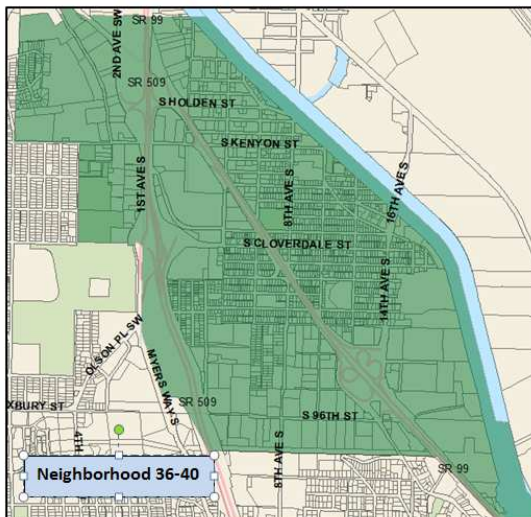 SR 99
2ND AVE SW
SR 509
S HOLDEN ST
S KENYON ST
1ST AVE S
8TH AVE S
16TH AVE S
S CLOVERDALE ST
14TH AVE S
OLSON PL SW
MYERS WAY S
SR 509
XBURY ST
S 96TH ST
4TH
8TH AVE S
SR 99
Neighborhood 36-40